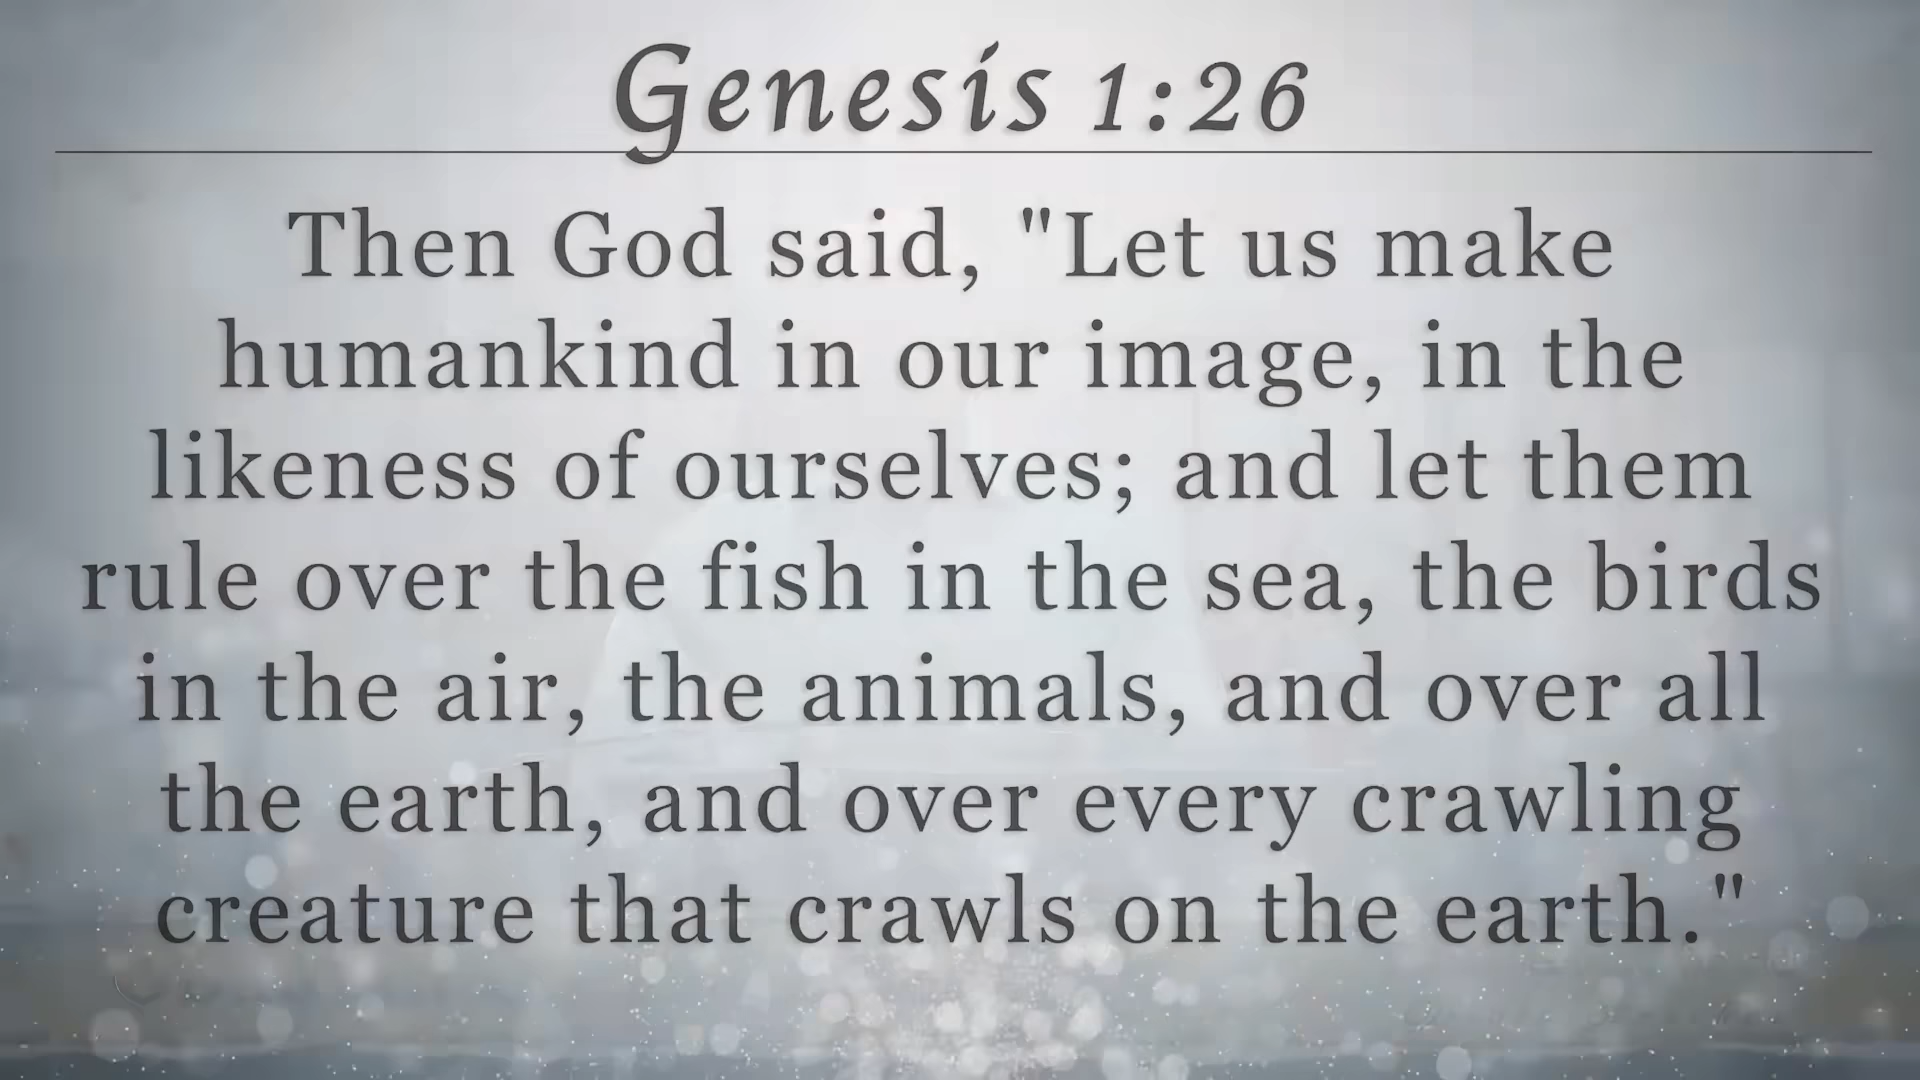 Genesis 1:26
Then God said, "Let us make
humankind in our image, in the
likeness of ourselves; and let them
rule over the fish in the sea, the birds
in the air, the animals, and over all
the earth, and over every crawling
creature that crawls on the earth."